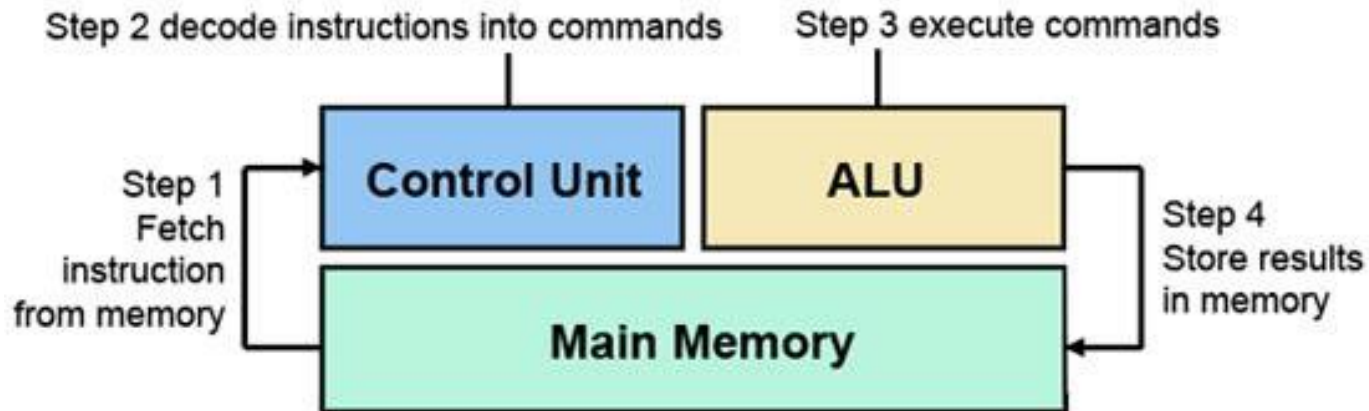 Step 2 decode instructions into commands
Step 3 execute commands
Control Unit
ALU
Step 1
Fetch
instruction
from memory
Step 4
Store results
in memory
Main Memory